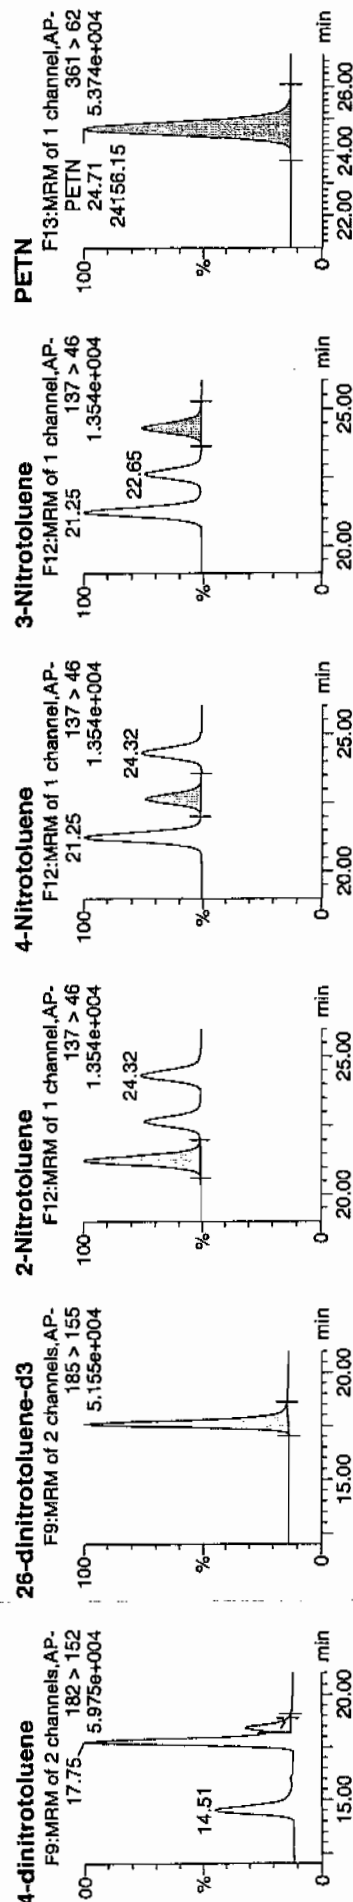 4-dinitrotoluene
F9:MRM of 2 channels,AP-
182 > 152
17.75
5.975e+004
14.51
00
%
0
min
15.00
20.00
26-dinitrotoluene-d3
F9:MRM of 2 channels,AP-
185 > 155
5.155e+004
100
%
0
min
15.00
20.00
2-Nitrotoluene
F12:MRM of 1 channel,AP-
137 > 46
1.354e+004
24.32
100
%
0
min
20.00
25.00
4-Nitrotoluene
F12:MRM of 1 channel,AP-
21.25
137 > 46
1.354e+004
24.32
100
%
0
min
20.00
25.00
3-Nitrotoluene
F12:MRM of 1 channel,AP-
21.25
137 > 46
1.354e+004
22.65
100
%
0
min
20.00
25.00
PETN
F13:MRM of 1 channel,AP-
PETN
361 > 62
24.71
5.374e+004
24156.15
100
%
0
min
22.00
24.00
26.00